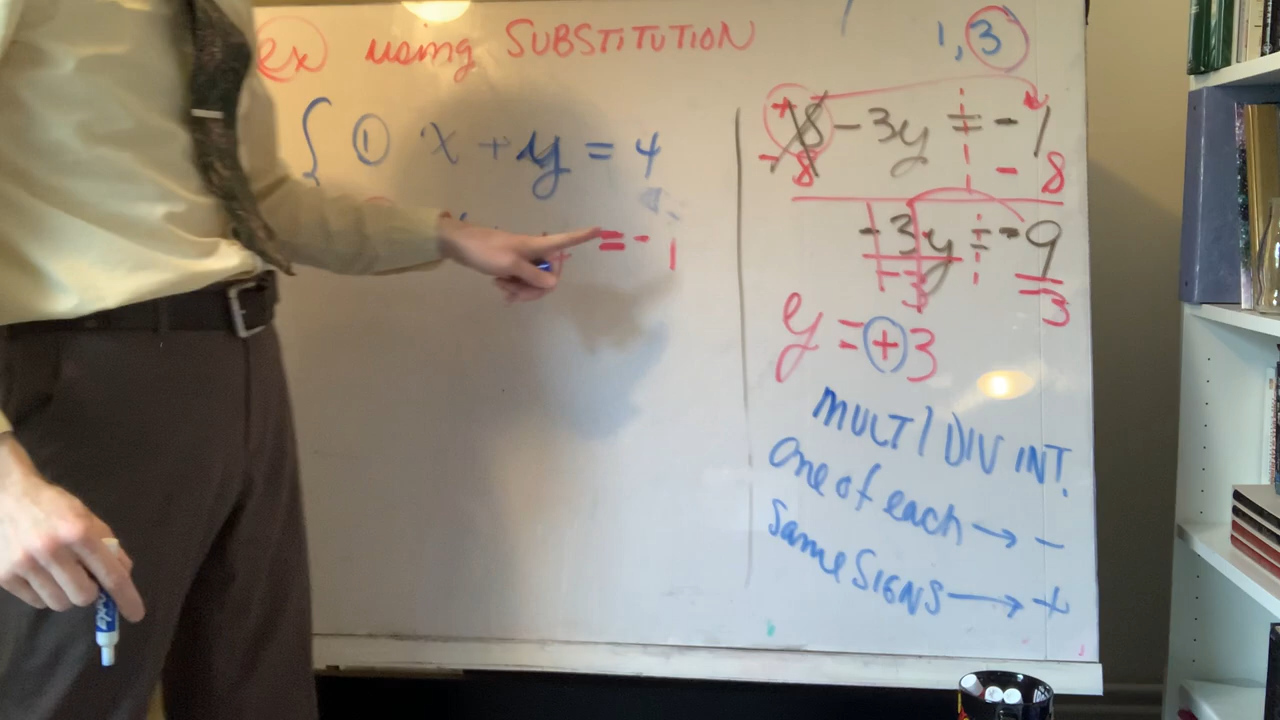 ex using SUBSTITUTION
① x + y = 4
= -1
1, 3
+8 - 3y = -1
-8 - 8
-3y = -9
-3 -3
y = +3
MULT / DIV INT.
one of each → -
same SIGNS → +